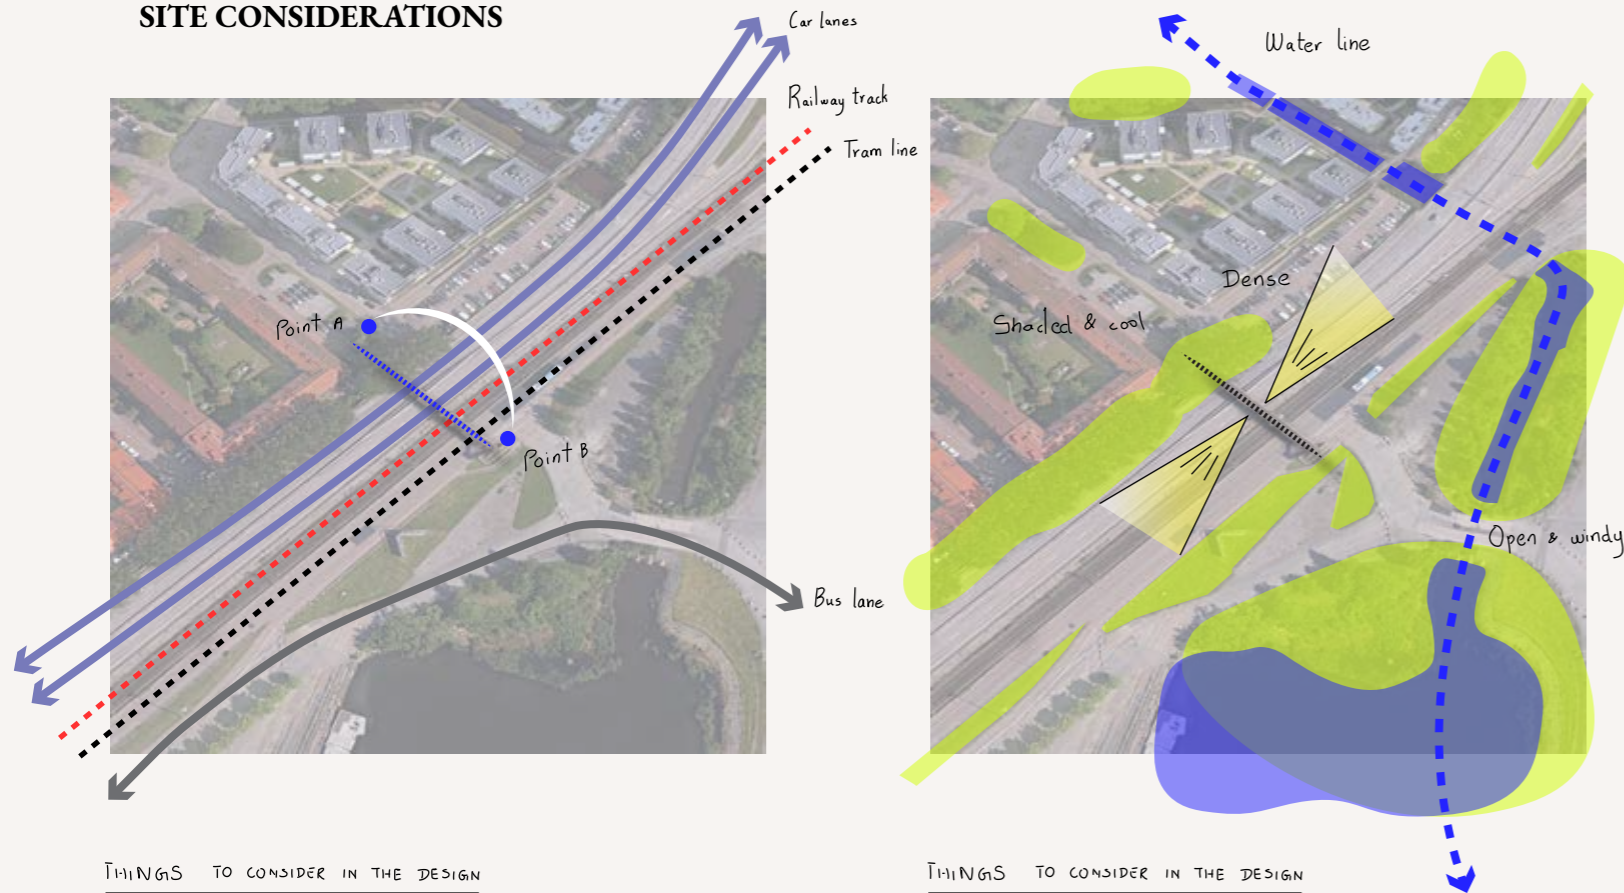 SITE CONSIDERATIONS
Car lanes
Railway track
Tram line
Point A
Point B
Bus lane
THINGS TO CONSIDER IN THE DESIGN
Water line
Dense
Shaded & cool
Open & windy
THINGS TO CONSIDER IN THE DESIGN